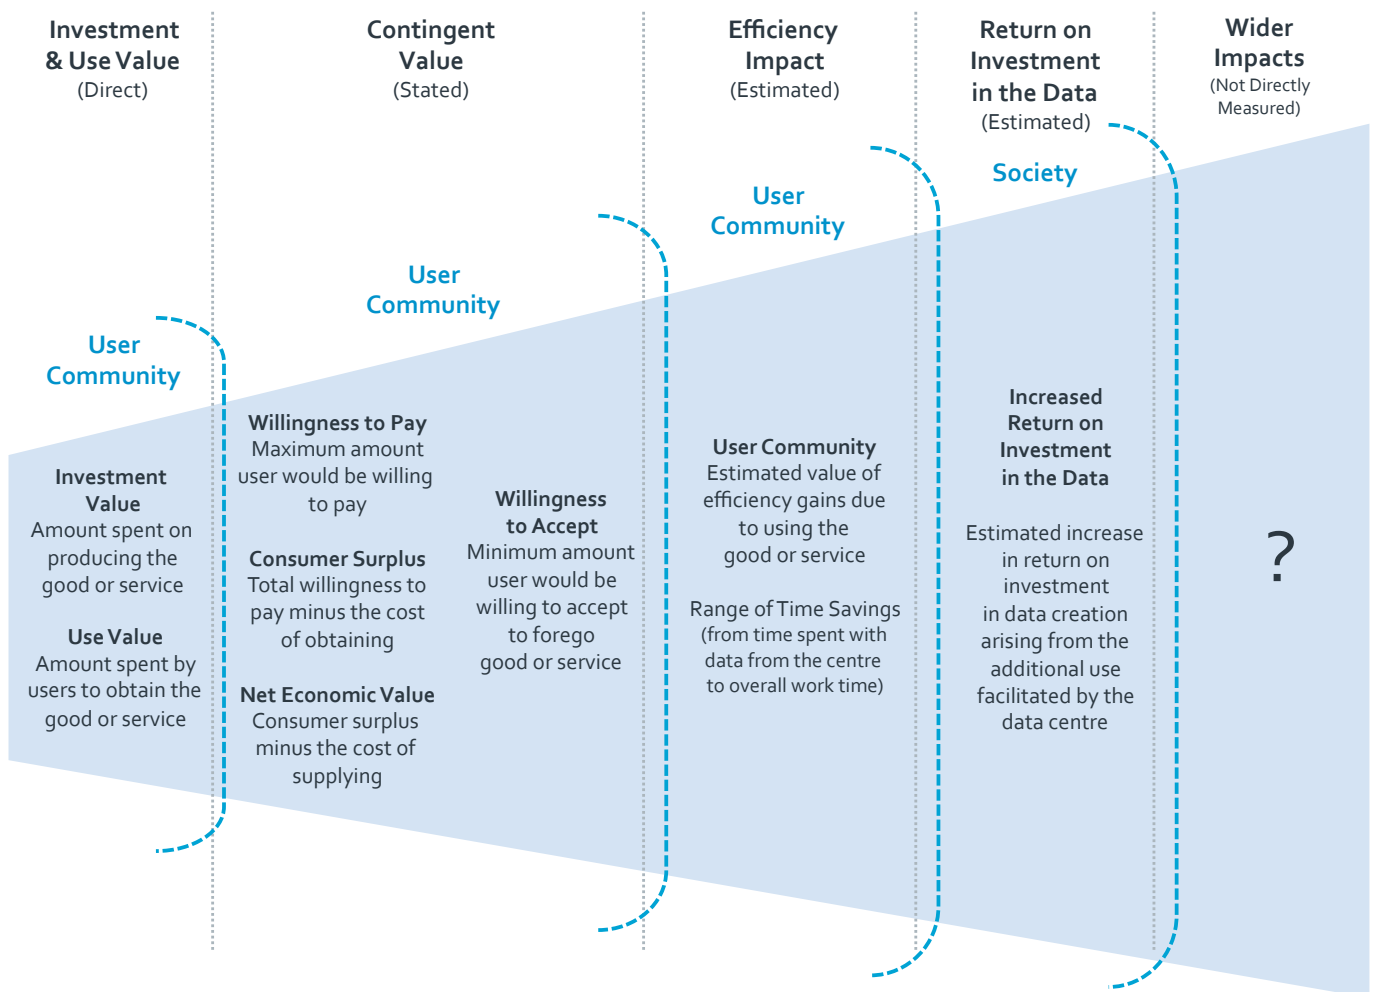 Investment
& Use Value
(Direct)
Contingent
Value
(Stated)
Efficiency
Impact
(Estimated)
Return on
Investment
in the Data
(Estimated)
Wider
Impacts
(Not Directly
Measured)
User
Community
User
Community
User
Community
Society
Investment
Value
Amount spent on
producing the
good or service
Use Value
Amount spent by
users to obtain the
good or service
Willingness to Pay
Maximum amount
user would be willing
to pay
Consumer Surplus
Total willingness to
pay minus the cost
of obtaining
Net Economic Value
Consumer surplus
minus the cost of
supplying
Willingness
to Accept
Minimum amount
user would be
willing to accept
to forego
good or service
User Community
Estimated value of
efficiency gains due
to using the
good or service
Range of Time Savings
(from time spent with
data from the centre
to overall work time)
Increased
Return on
Investment
in the Data
Estimated increase
in return on
investment
in data creation
arising from the
additional use
facilitated by the
data centre
?